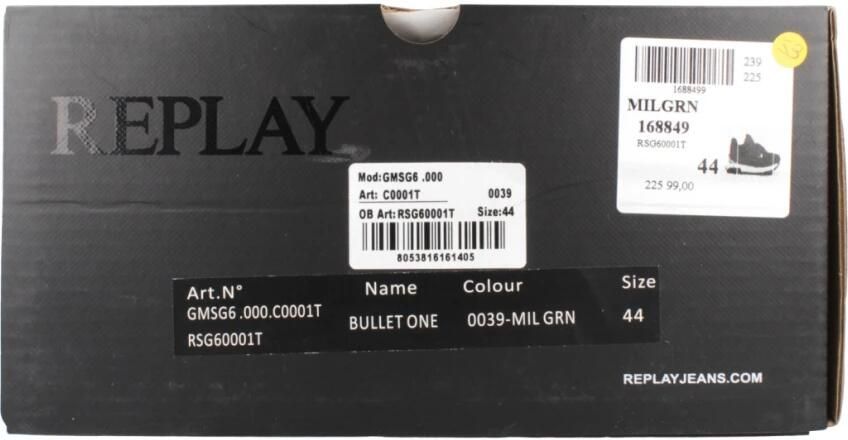 REPLAY
53
239
225
1688499
MILGRN
168849
RSG60001T
44
225 99,00
Mod:GMSG6 .000
Art: C0001T 0039
OB Art:RSG60001T Size:44
8053816161405
Art.N° Name Colour Size
GMSG6 .000.C0001T
BULLET ONE 0039-MIL GRN 44
RSG60001T
REPLAYJEANS.COM